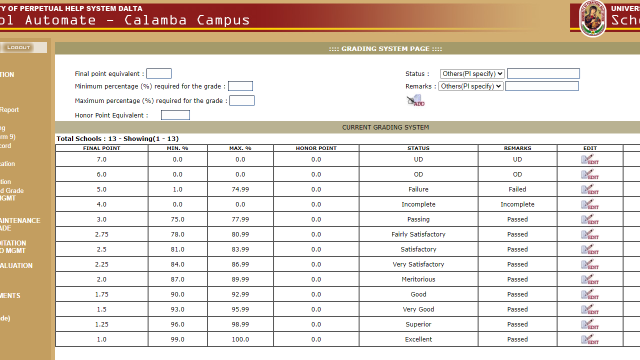 TY OF PERPETUAL HELP SYSTEM DALTA
ol Automate – Calamba Campus
UNIVERS
Sch
LOGOUT
:::: GRADING SYSTEM PAGE ::::
Final point equivalent :
Status : Others(Pl specify)
Minimum percentage (%) required for the grade :
Remarks : Others(Pl specify)
Maximum percentage (%) required for the grade :
ADD
Honor Point Equivalent :
CURRENT GRADING SYSTEM
Total Schools : 13 - Showing(1 - 13)
FINAL POINT MIN. % MAX. % HONOR POINT STATUS REMARKS EDIT
7.0 0.0 0.0 0.0 UD UD EDIT
6.0 0.0 0.0 0.0 OD OD EDIT
5.0 1.0 74.99 0.0 Failure Failed EDIT
4.0 0.0 0.0 0.0 Incomplete Incomplete EDIT
3.0 75.0 77.99 0.0 Passing Passed EDIT
2.75 78.0 80.99 0.0 Fairly Satisfactory Passed EDIT
2.5 81.0 83.99 0.0 Satisfactory Passed EDIT
2.25 84.0 86.99 0.0 Very Satisfactory Passed EDIT
2.0 87.0 89.99 0.0 Meritorious Passed EDIT
1.75 90.0 92.99 0.0 Good Passed EDIT
1.5 93.0 95.99 0.0 Very Good Passed EDIT
1.25 96.0 98.99 0.0 Superior Passed EDIT
1.0 99.0 100.0 0.0 Excellent Passed EDIT
TION
Report
ng
rm 9)
cord
ation
tion
d Grade
MGMT
AINTENANCE
ADE
DITATION
O MGMT
ALUATION
MENTS
de)